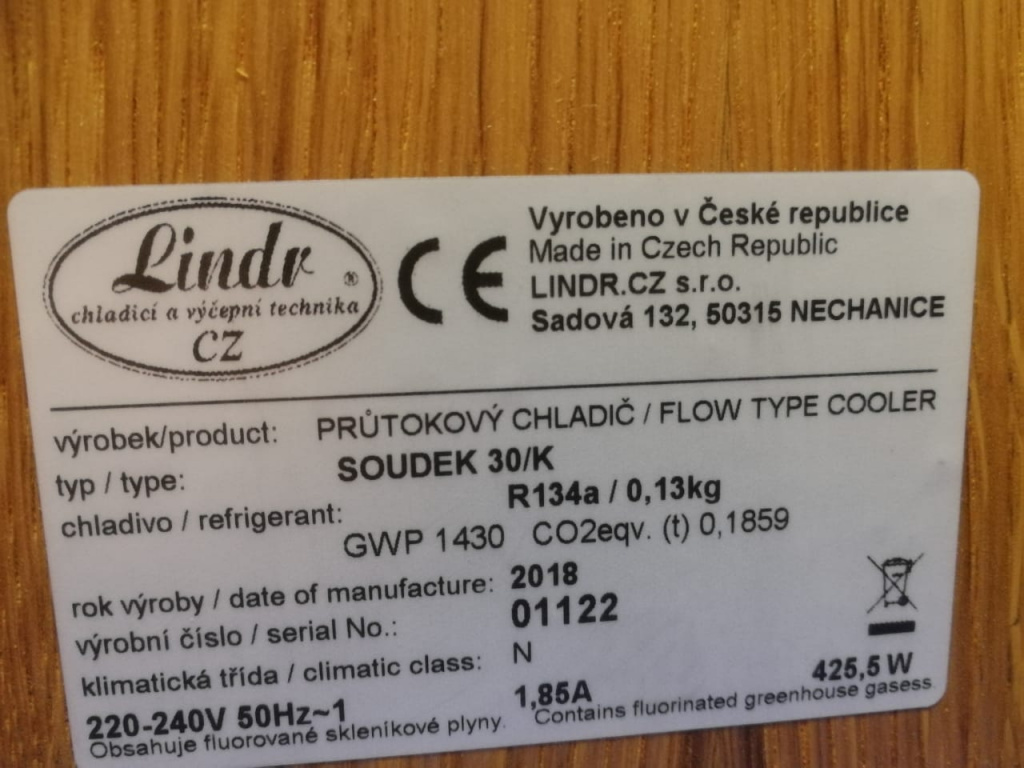 Lindr ®
chladicí a výčepní technika
CZ
CE
Vyrobeno v České republice
Made in Czech Republic
LINDR.CZ s.r.o.
Sadová 132, 50315 NECHANICE
výrobek/product: PRŮTOKOVÝ CHLADIČ / FLOW TYPE COOLER
typ / type: SOUDEK 30/K
chladivo / refrigerant: R134a / 0,13kg
GWP 1430 CO2eqv. (t) 0,1859
rok výroby / date of manufacture: 2018
výrobní číslo / serial No.: 01122
klimatická třída / climatic class: N
220-240V 50Hz~1 1,85A 425,5 W
Obsahuje fluorované skleníkové plyny. Contains fluorinated greenhouse gasess